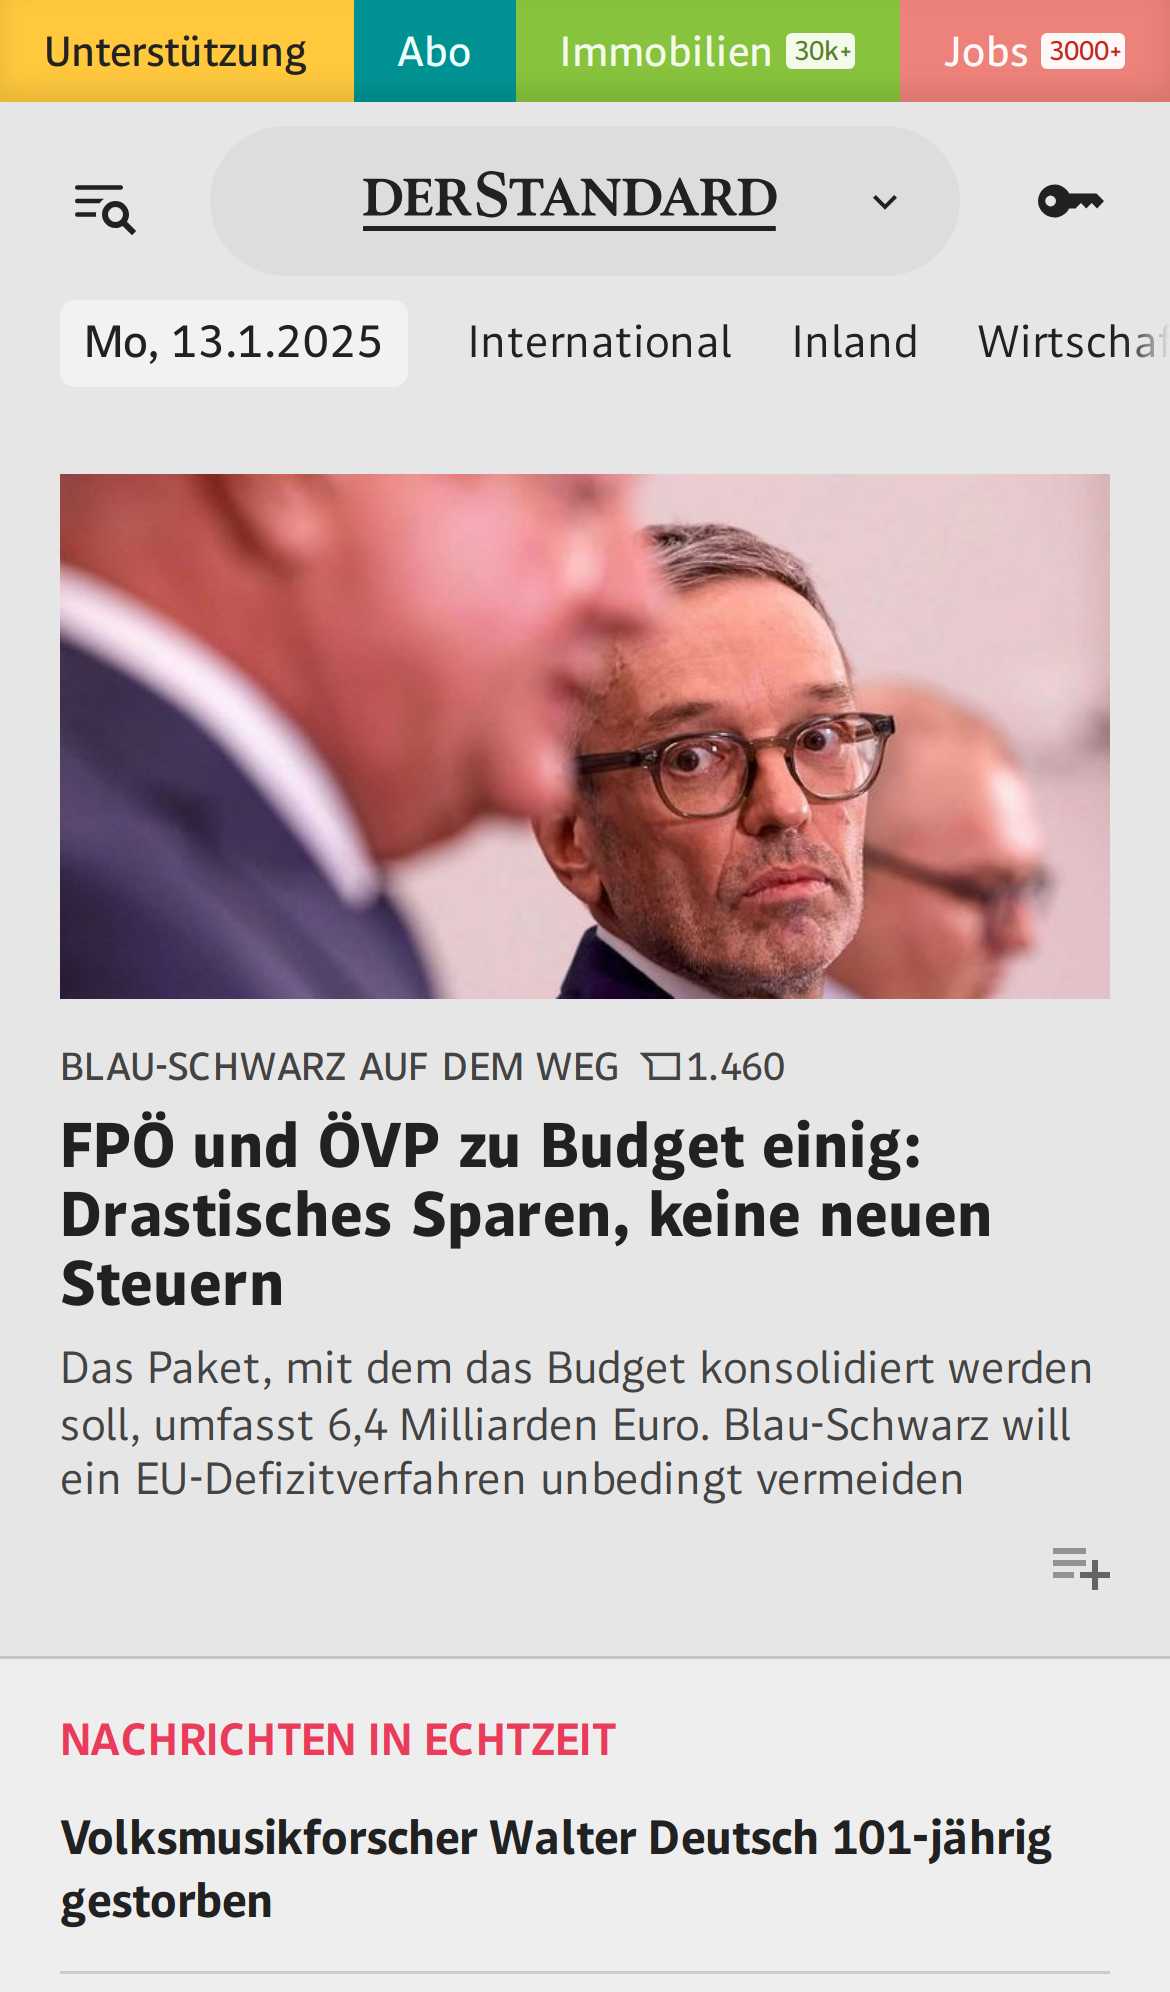 Unterstützung
Abo
Immobilien 30k+
Jobs 3000+
DERSTANDARD
Mo, 13.1.2025 International Inland Wirtschaf
BLAU-SCHWARZ AUF DEM WEG 1.460
FPÖ und ÖVP zu Budget einig:
Drastisches Sparen, keine neuen
Steuern
Das Paket, mit dem das Budget konsolidiert werden
soll, umfasst 6,4 Milliarden Euro. Blau-Schwarz will
ein EU-Defizitverfahren unbedingt vermeiden
NACHRICHTEN IN ECHTZEIT
Volksmusikforscher Walter Deutsch 101-jährig
gestorben